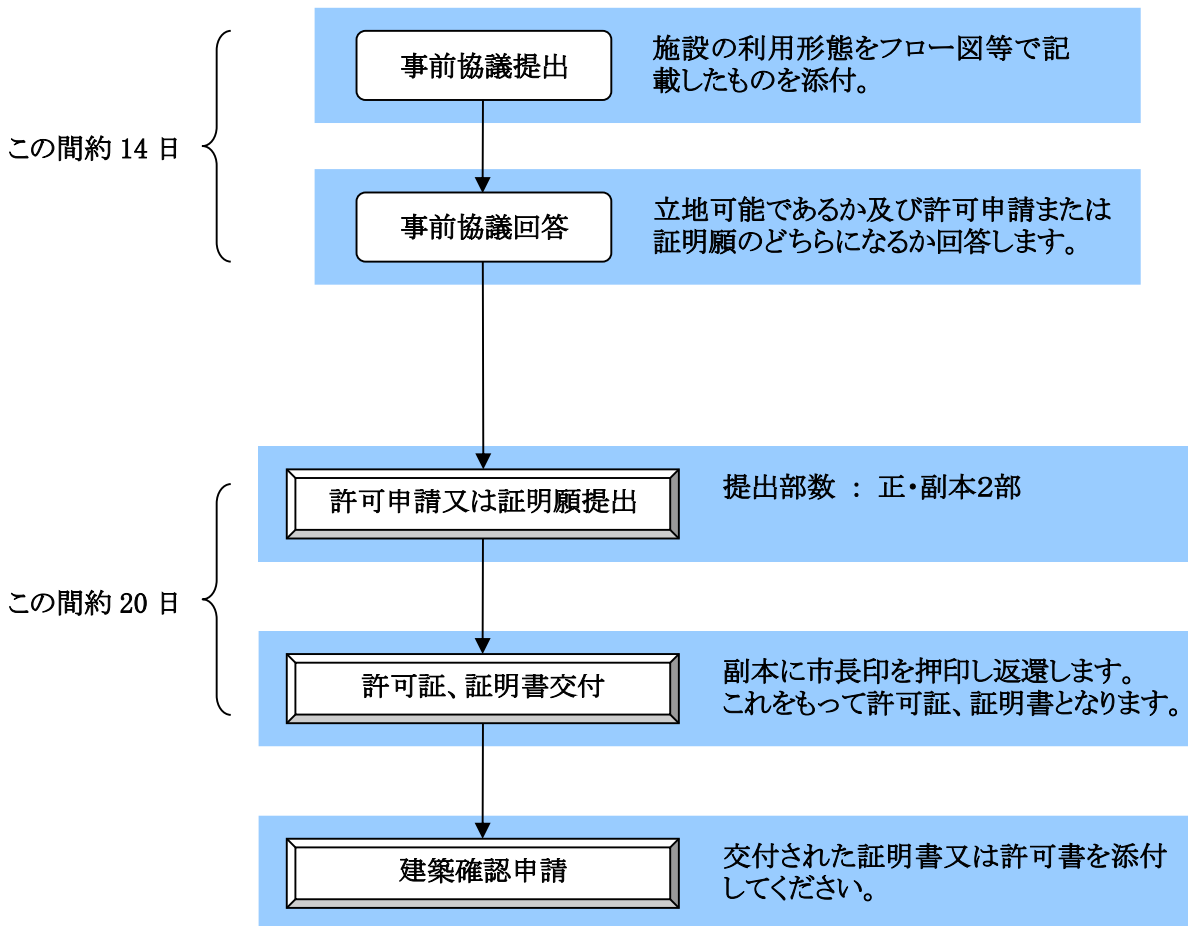 事前協議提出
施設の利用形態をフロー図等で記
載したものを添付。
この間約 14 日
事前協議回答
立地可能であるか及び許可申請または
証明願のどちらになるか回答します。
許可申請又は証明願提出
提出部数 : 正・副本2部
この間約 20 日
許可証、証明書交付
副本に市長印を押印し返還します。
これをもって許可証、証明書となります。
建築確認申請
交付された証明書又は許可書を添付
してください。